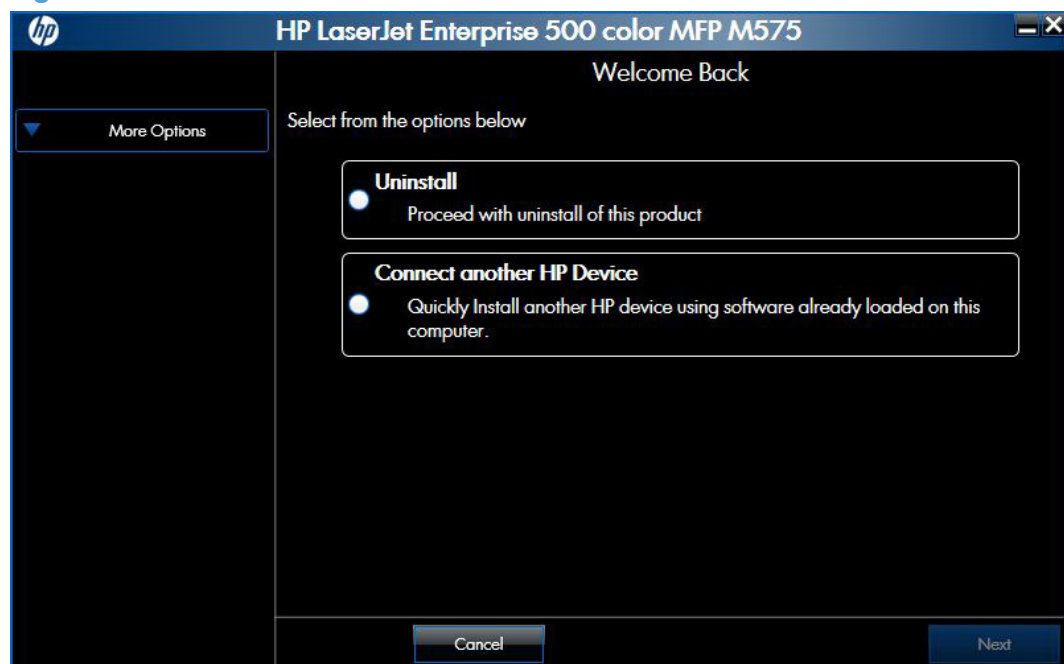 hp
HP LaserJet Enterprise 500 color MFP M575
Welcome Back
More Options
Select from the options below
Uninstall
Proceed with uninstall of this product
Connect another HP Device
Quickly Install another HP device using software already loaded on this
computer.
Cancel
Next